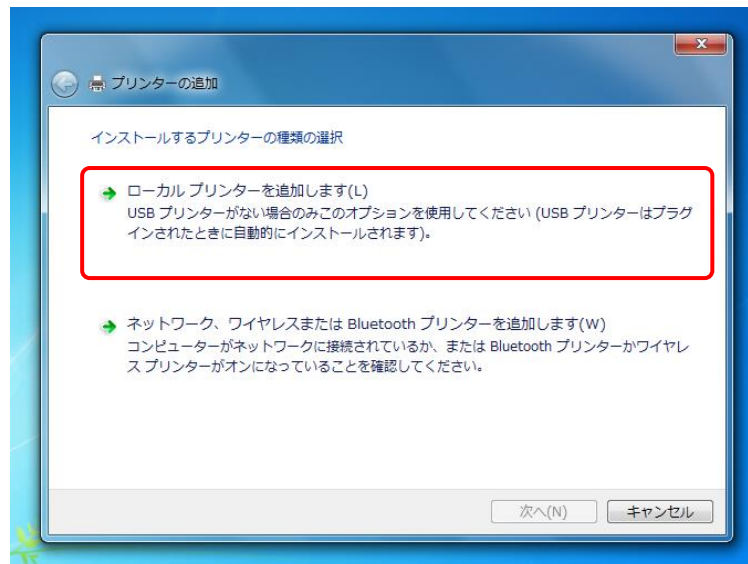 プリンターの追加
インストールするプリンターの種類の選択
ローカル プリンターを追加します(L)
USB プリンターがない場合のみこのオプションを使用してください (USB プリンターはプラグ
インされたときに自動的にインストールされます)。
ネットワーク、ワイヤレスまたは Bluetooth プリンターを追加します(W)
コンピューターがネットワークに接続されているか、または Bluetooth プリンターかワイヤレ
ス プリンターがオンになっていることを確認してください。
次へ(N)
キャンセル